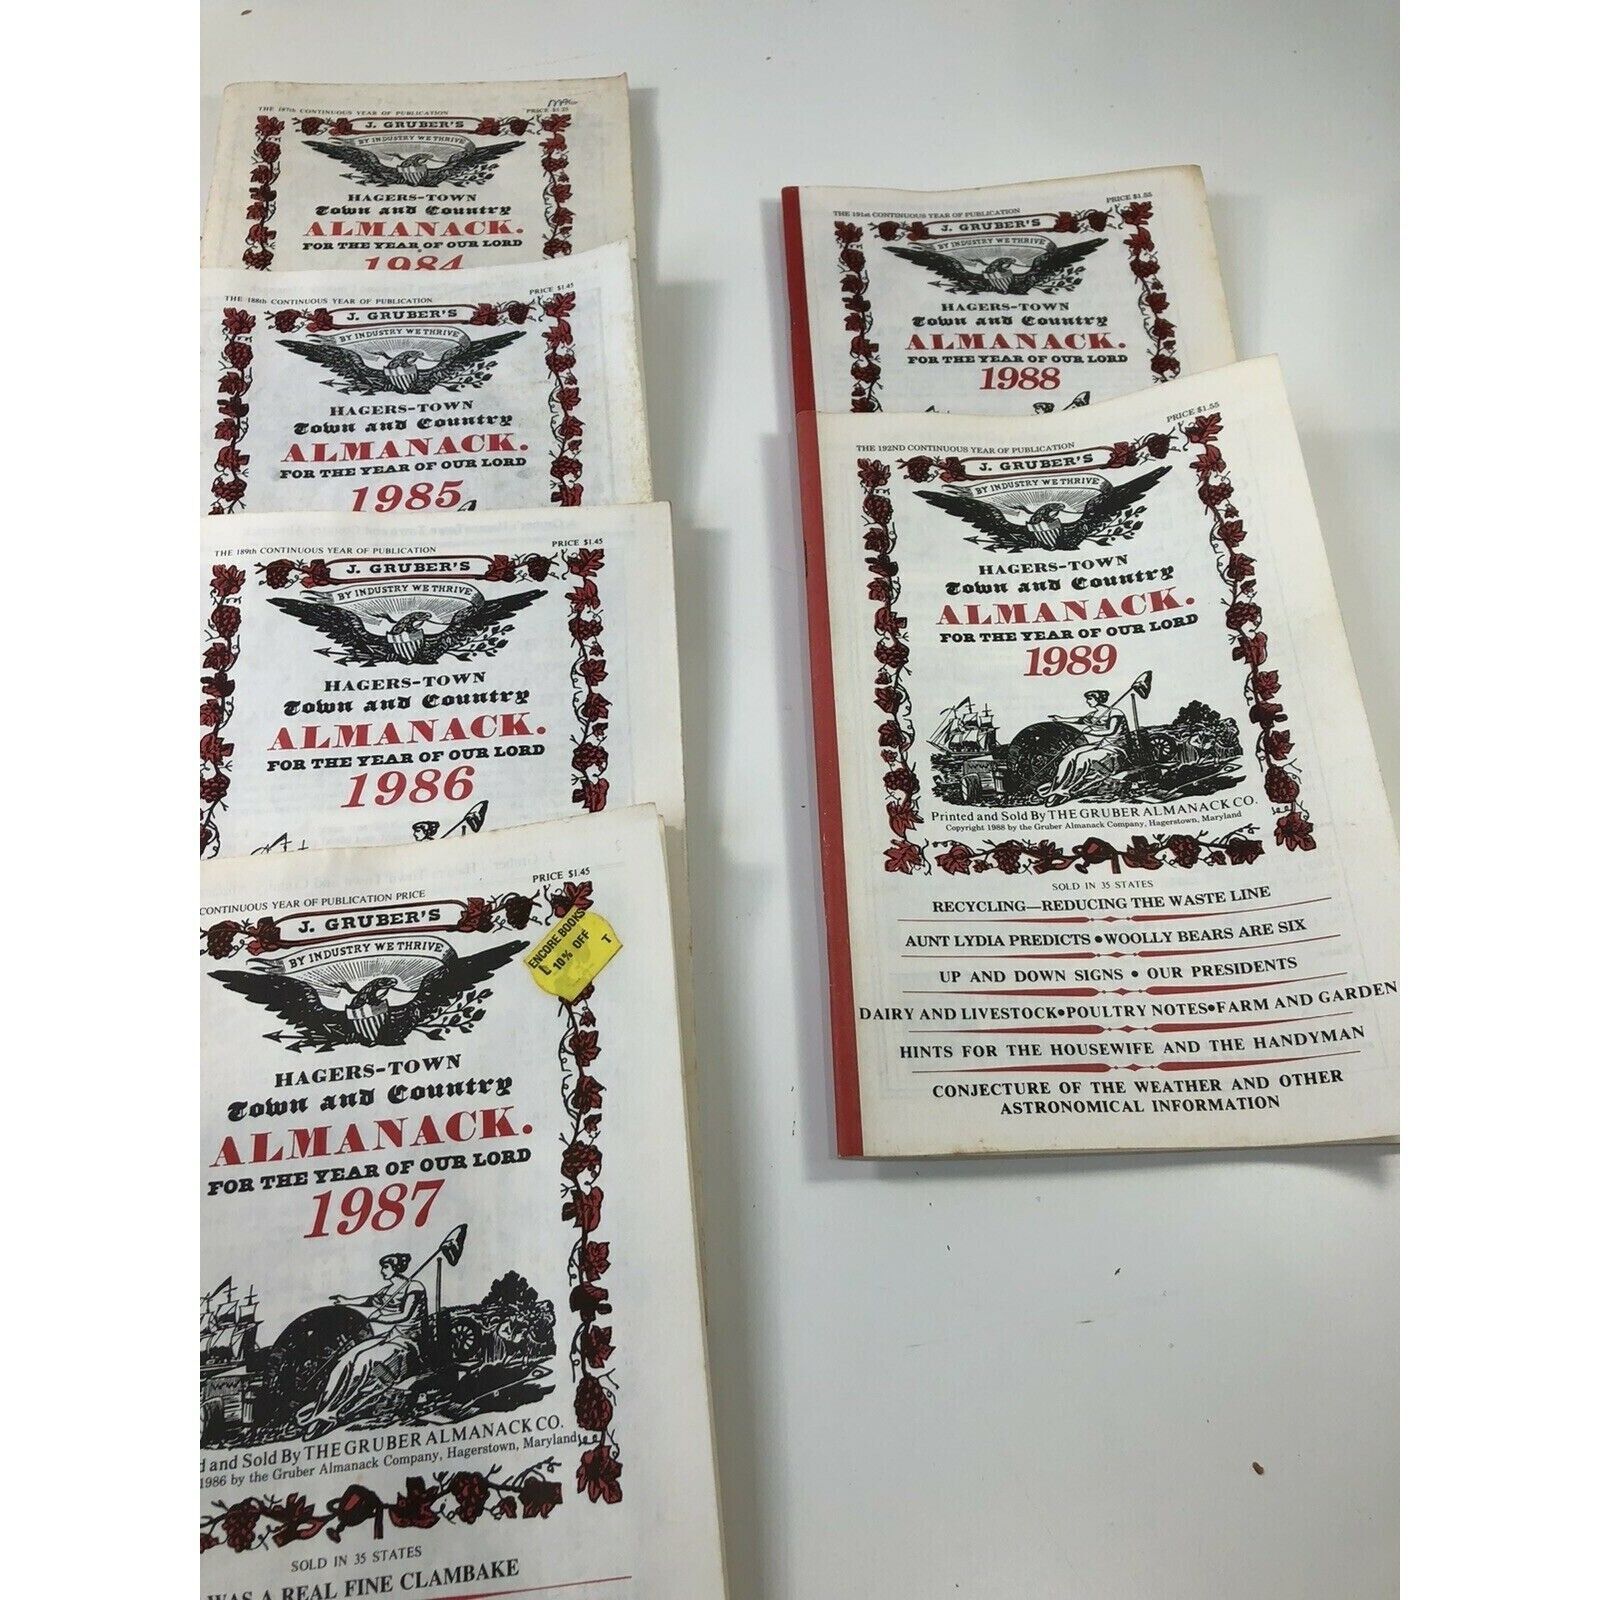 THE 187th CONTINUOUS YEAR OF PUBLICATION
PRICE $1.25
J. GRUBER'S
BY INDUSTRY WE THRIVE
HAGERS-TOWN
Town and Country
ALMANACK.
FOR THE YEAR OF OUR LORD
1984
THE 188th CONTINUOUS YEAR OF PUBLICATION
PRICE $1.45
J. GRUBER'S
BY INDUSTRY WE THRIVE
HAGERS-TOWN
Town and Country
ALMANACK.
FOR THE YEAR OF OUR LORD
1985
THE 189th CONTINUOUS YEAR OF PUBLICATION
PRICE $1.45
J. GRUBER'S
BY INDUSTRY WE THRIVE
HAGERS-TOWN
Town and Country
ALMANACK.
FOR THE YEAR OF OUR LORD
1986
CONTINUOUS YEAR OF PUBLICATION PRICE
PRICE $1.45
J. GRUBER'S
BY INDUSTRY WE THRIVE
ENCORE BOOKS
10% OFF
T
HAGERS-TOWN
Town and Country
ALMANACK.
FOR THE YEAR OF OUR LORD
1987
d and Sold By THE GRUBER ALMANACK CO.
1986 by the Gruber Almanack Company, Hagerstown, Maryland
SOLD IN 35 STATES
WAS A REAL FINE CLAMBAKE
THE 191st CONTINUOUS YEAR OF PUBLICATION
PRICE $1.55
J. GRUBER'S
BY INDUSTRY WE THRIVE
HAGERS-TOWN
Town and Country
ALMANACK.
FOR THE YEAR OF OUR LORD
1988
THE 192ND CONTINUOUS YEAR OF PUBLICATION
PRICE $1.55
J. GRUBER'S
BY INDUSTRY WE THRIVE
HAGERS-TOWN
Town and Country
ALMANACK.
FOR THE YEAR OF OUR LORD
1989
Printed and Sold By THE GRUBER ALMANACK CO.
Copyright 1988 by the Gruber Almanack Company, Hagerstown, Maryland
SOLD IN 35 STATES
RECYCLING—REDUCING THE WASTE LINE
AUNT LYDIA PREDICTS • WOOLLY BEARS ARE SIX
UP AND DOWN SIGNS • OUR PRESIDENTS
DAIRY AND LIVESTOCK•POULTRY NOTES•FARM AND GARDEN
HINTS FOR THE HOUSEWIFE AND THE HANDYMAN
CONJECTURE OF THE WEATHER AND OTHER
ASTRONOMICAL INFORMATION